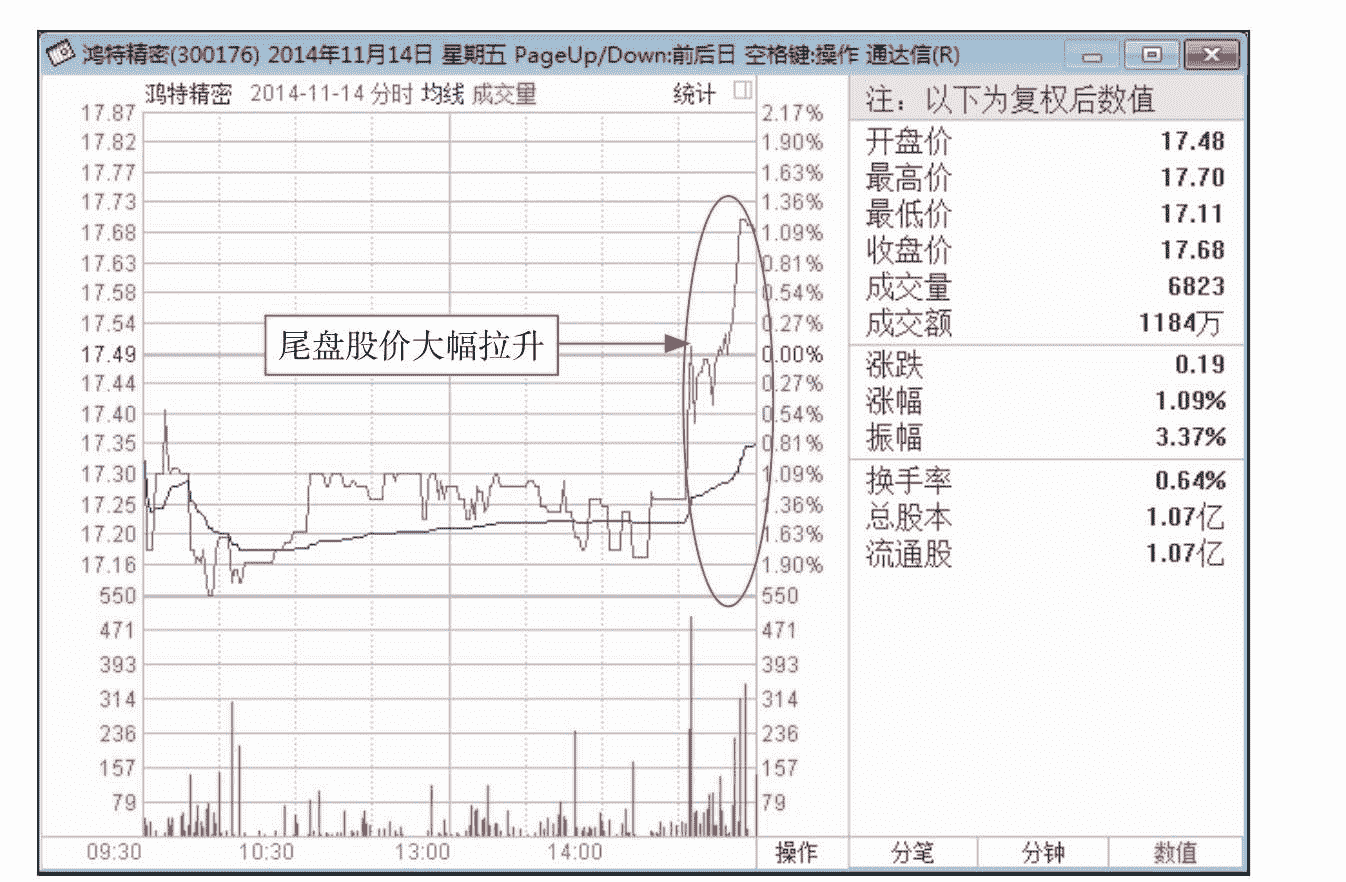 鸿特精密(300176) 2014年11月14日 星期五 PageUp/Down:前后日 空格键:操作 通达信(R)
鸿特精密 2014-11-14 分时 均线 成交量 统计
17.87 2.17%
17.82 1.90%
17.77 1.63%
17.73 1.36%
17.68 1.09%
17.63 0.81%
17.58 0.54%
17.54 0.27%
17.49 0.00%
17.44 0.27%
17.40 0.54%
17.35 0.81%
17.30 1.09%
17.25 1.36%
17.20 1.63%
17.16 1.90%
550 550
471 471
393 393
314 314
236 236
157 157
79 79
尾盘股价大幅拉升
09:30 10:30 13:00 14:00 操作
注：以下为复权后数值
开盘价 17.48
最高价 17.70
最低价 17.11
收盘价 17.68
成交量 6823
成交额 1184万
涨跌 0.19
涨幅 1.09%
振幅 3.37%
换手率 0.64%
总股本 1.07亿
流通股 1.07亿
分笔 分钟 数值